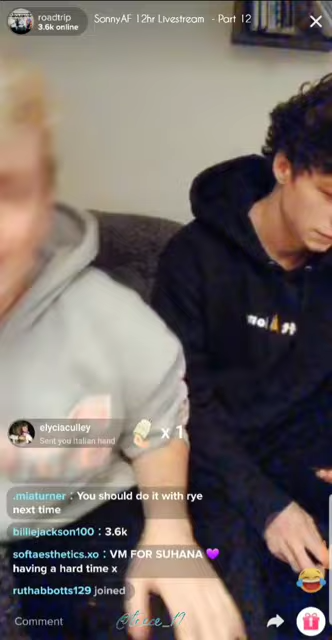 roadtrip
3.6k online
SonnyAF 12hr Livestream - Part 12
elyciaculley
Sent you Italian hand
x 1
.miaturner : You should do it with rye
next time
billiejackson100 : 3.6k
softaesthetics.xo : VM FOR SUHANA 💜
having a hard time x
ruthabbotts129 joined
Comment